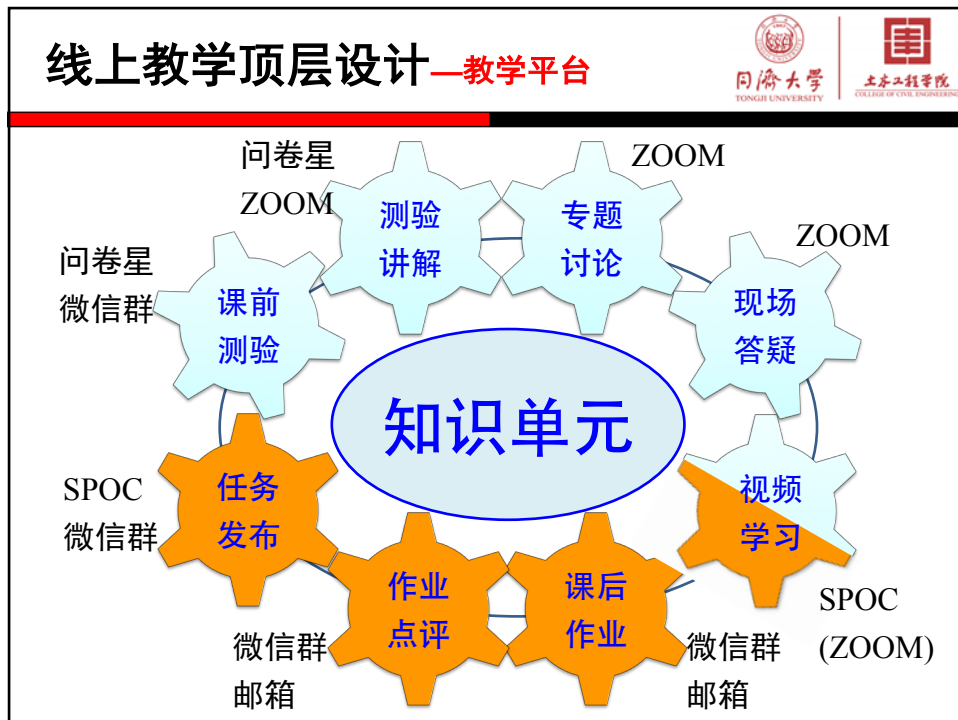 线上教学顶层设计—教学平台
同济大学
TONGJI UNIVERSITY
土木工程学院
COLLEGE OF CIVIL ENGINEERING
问卷星
ZOOM
测验
讲解
专题
讨论
ZOOM
问卷星
微信群
课前
测验
现场
答疑
ZOOM
知识单元
SPOC
微信群
任务
发布
视频
学习
SPOC
(ZOOM)
作业
点评
微信群
邮箱
课后
作业
微信群
邮箱